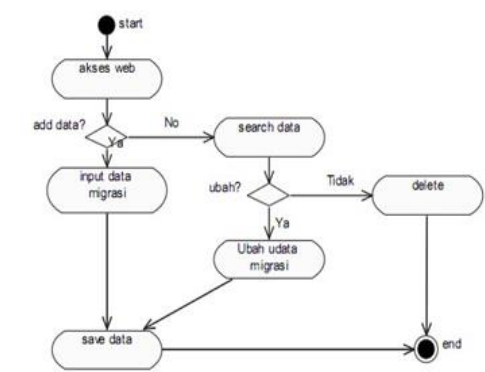 start
akses web
add data?
Ya
No
search data
input data
migrasi
ubah?
Tidak
delete
Ya
Ubah udata
migrasi
save data
end